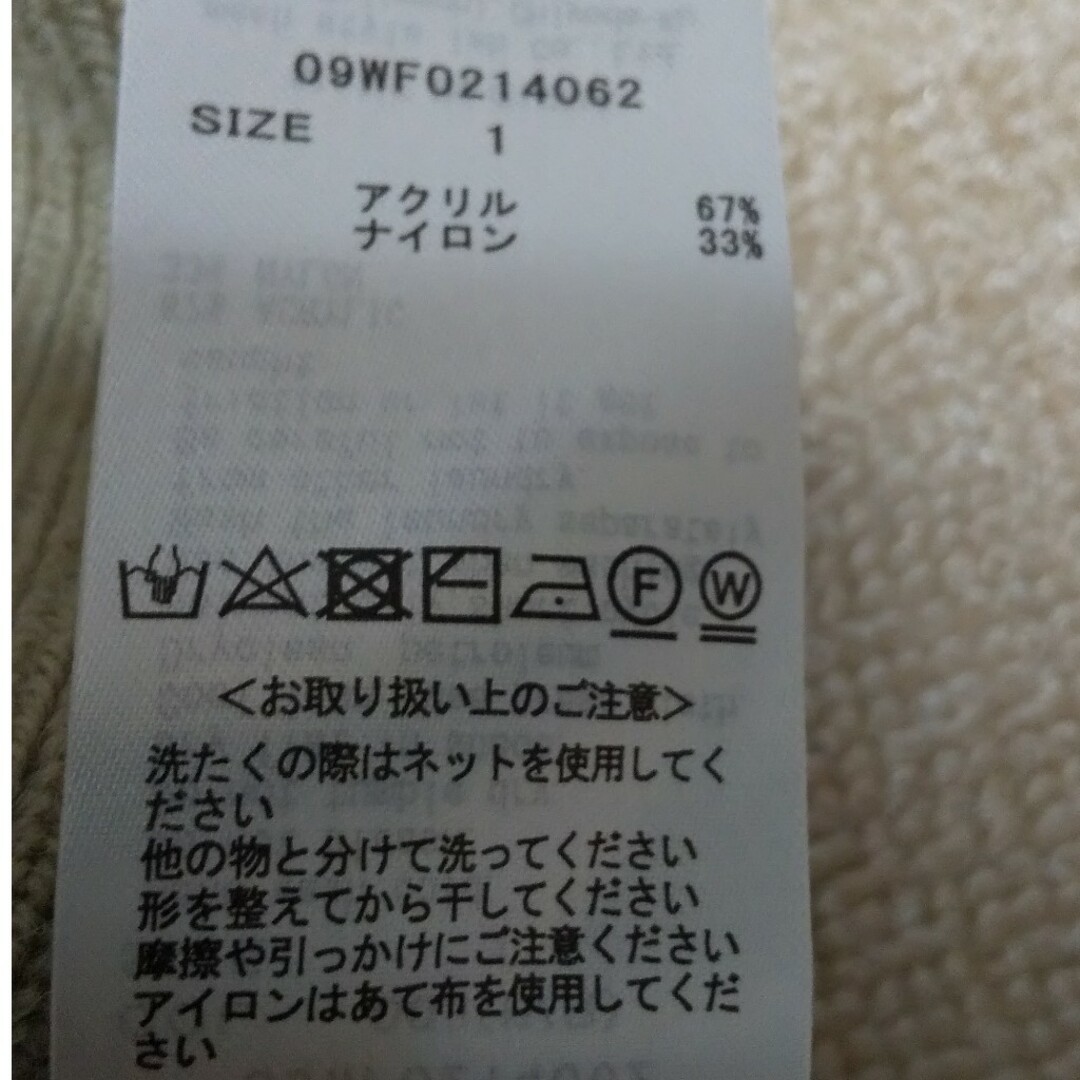 09WF0214062
SIZE 1
アクリル 67%
ナイロン 33%
F W
<お取り扱い上のご注意>
洗たくの際はネットを使用してく
ださい
他の物と分けて洗ってください
形を整えてから干してください
摩擦や引っかけにご注意ください
アイロンはあて布を使用してくだ
さい